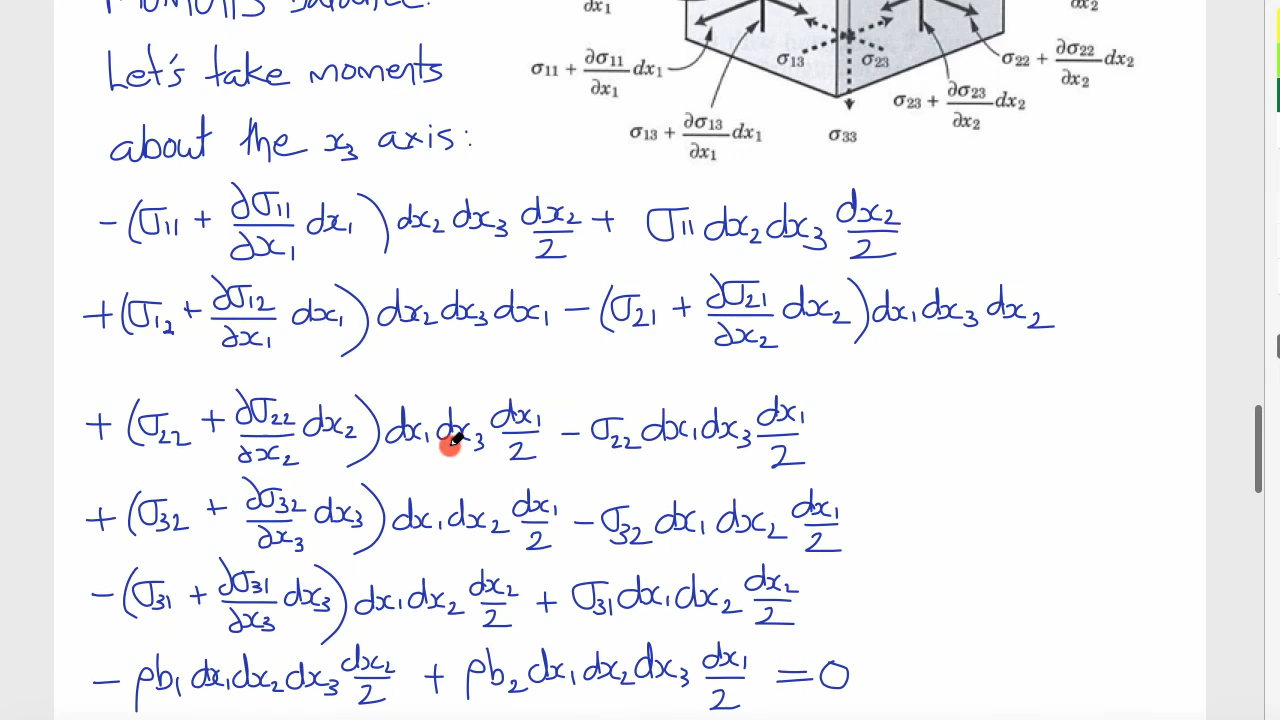 Moments balance:
Let's take moments
about the x₃ axis:
∂x₁
∂x₂
σ₁₁ + ∂σ₁₁/∂x₁ dx₁
σ₁₃
σ₂₃
σ₂₂ + ∂σ₂₂/∂x₂ dx₂
σ₁₃ + ∂σ₁₃/∂x₁ dx₁
σ₃₃
σ₂₃ + ∂σ₂₃/∂x₂ dx₂
- (σ₁₁ + ∂σ₁₁/∂x₁ dx₁) dx₂ dx₃ dx₂/2 + σ₁₁ dx₂ dx₃ dx₂/2
+ (σ₁₂ + ∂σ₁₂/∂x₁ dx₁) dx₂ dx₃ dx₁ - (σ₂₁ + ∂σ₂₁/∂x₂ dx₂) dx₁ dx₃ dx₂
+ (σ₂₂ + ∂σ₂₂/∂x₂ dx₂) dx₁ dx₃ dx₁/2 - σ₂₂ dx₁ dx₃ dx₁/2
+ (σ₃₂ + ∂σ₃₂/∂x₃ dx₃) dx₁ dx₂ dx₁/2 - σ₃₂ dx₁ dx₂ dx₁/2
- (σ₃₁ + ∂σ₃₁/∂x₃ dx₃) dx₁ dx₂ dx₂/2 + σ₃₁ dx₁ dx₂ dx₂/2
- ρb₁ dx₁ dx₂ dx₃ dx₂/2 + ρb₂ dx₁ dx₂ dx₃ dx₁/2 = 0